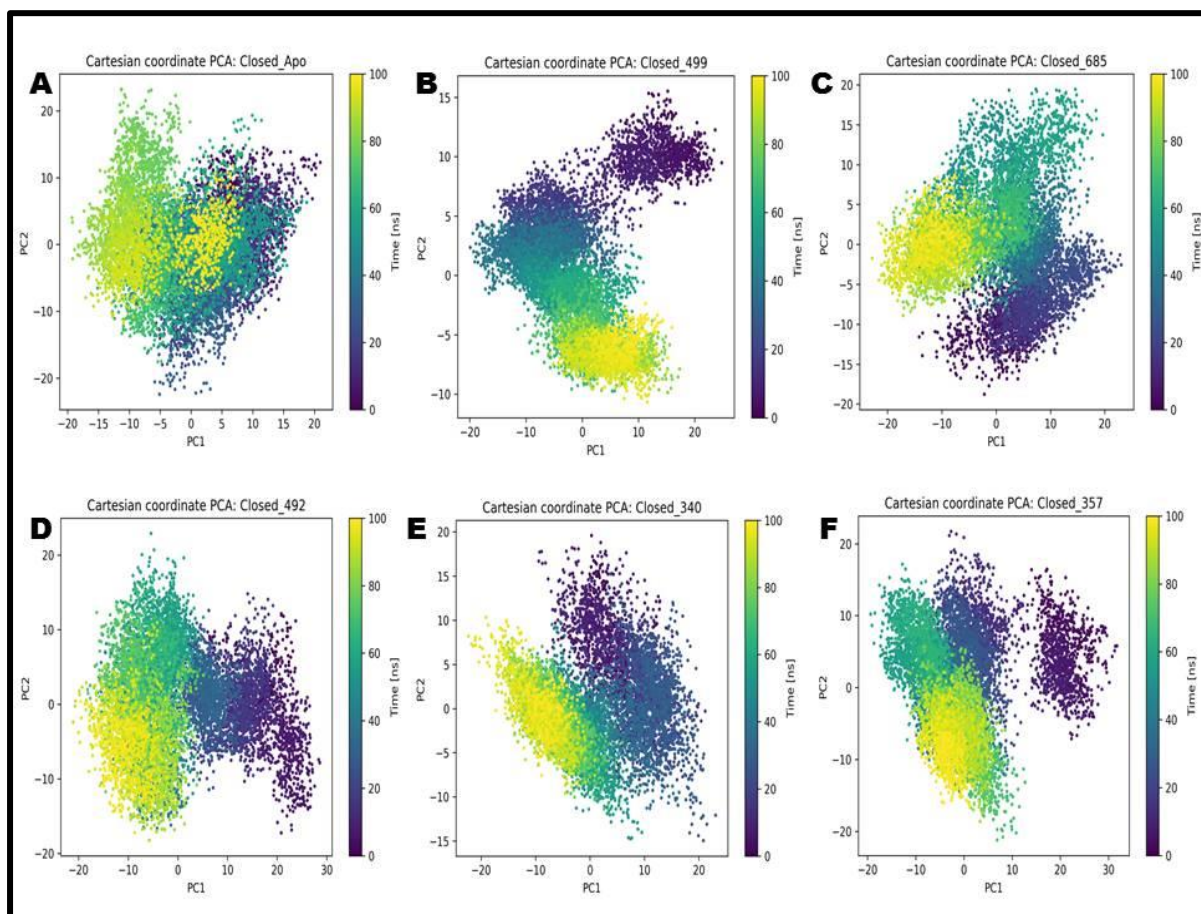 A
Cartesian coordinate PCA: Closed_Apo
20
10
0
−10
−20
PC2
−20 −15 −10 −5 0 5 10 15 20
PC1
100
80
60
40
20
0
Time [ns]
B
Cartesian coordinate PCA: Closed_499
15
10
5
0
−5
−10
PC2
−20 −10 0 10 20
PC1
100
80
60
40
20
0
Time [ns]
C
Cartesian coordinate PCA: Closed_685
20
15
10
5
0
−5
−10
−15
−20
PC2
−20 −10 0 10 20
PC1
100
80
60
40
20
0
Time [ns]
D
Cartesian coordinate PCA: Closed_492
20
10
0
−10
−20
PC2
−20 −10 0 10 20 30
PC1
100
80
60
40
20
0
Time [ns]
E
Cartesian coordinate PCA: Closed_340
20
15
10
5
0
−5
−10
−15
PC2
−20 −10 0 10 20
PC1
100
80
60
40
20
0
Time [ns]
F
Cartesian coordinate PCA: Closed_357
20
10
0
−10
−20
PC2
−20 −10 0 10 20 30
PC1
100
80
60
40
20
0
Time [ns]